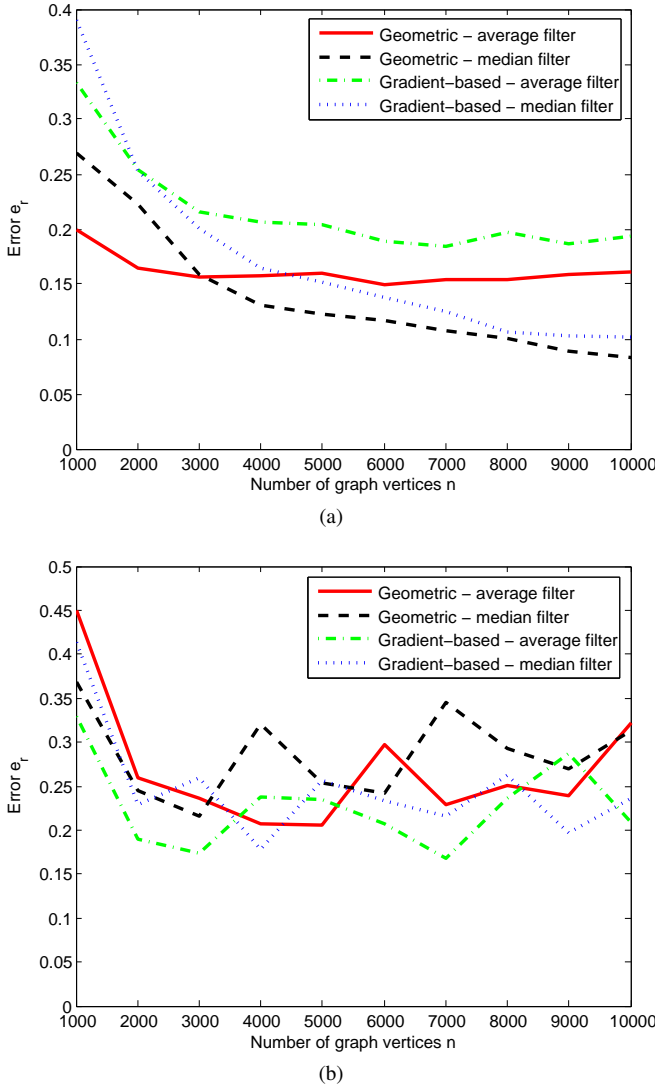 0.4
0.35
0.3
0.25
0.2
0.15
0.1
0.05
0
Error e_r
Geometric − average filter
Geometric − median filter
Gradient−based − average filter
Gradient−based − median filter
1000 2000 3000 4000 5000 6000 7000 8000 9000 10000
Number of graph vertices n
(a)
0.5
0.45
0.4
0.35
0.3
0.25
0.2
0.15
0.1
0.05
0
Error e_r
Geometric − average filter
Geometric − median filter
Gradient−based − average filter
Gradient−based − median filter
1000 2000 3000 4000 5000 6000 7000 8000 9000 10000
Number of graph vertices n
(b)